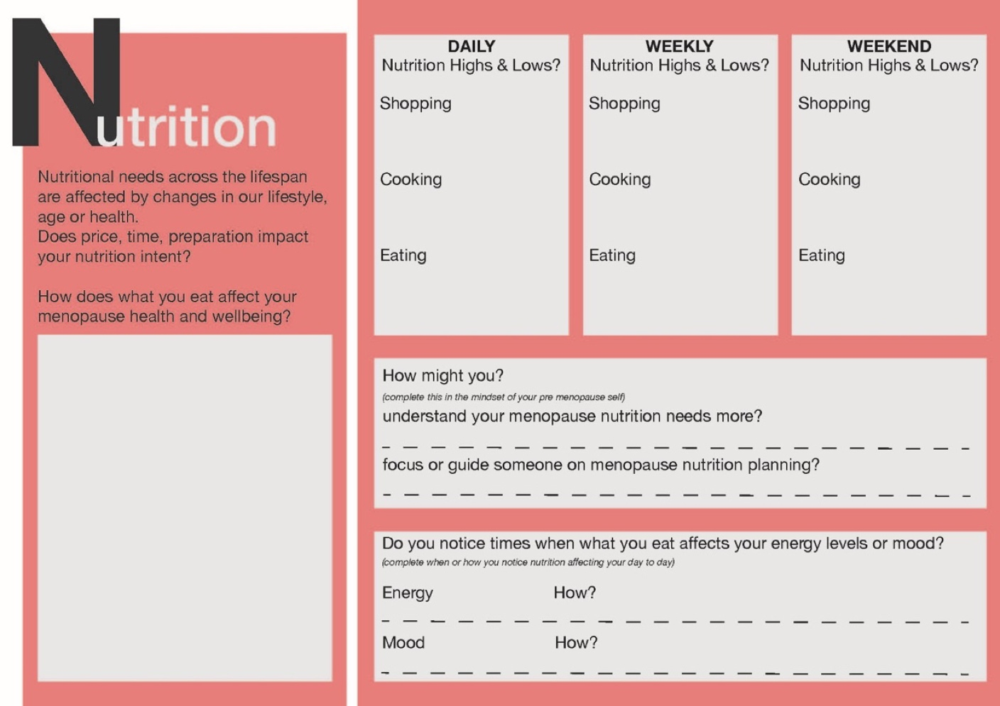 Nutrition
Nutritional needs across the lifespan
are affected by changes in our lifestyle,
age or health.
Does price, time, preparation impact
your nutrition intent?
How does what you eat affect your
menopause health and wellbeing?
DAILY
Nutrition Highs & Lows?
Shopping
Cooking
Eating
WEEKLY
Nutrition Highs & Lows?
Shopping
Cooking
Eating
WEEKEND
Nutrition Highs & Lows?
Shopping
Cooking
Eating
How might you?
(complete this in the mindset of your pre menopause self)
understand your menopause nutrition needs more?
focus or guide someone on menopause nutrition planning?
Do you notice times when what you eat affects your energy levels or mood?
(complete when or how you notice nutrition affecting your day to day)
Energy How?
Mood How?